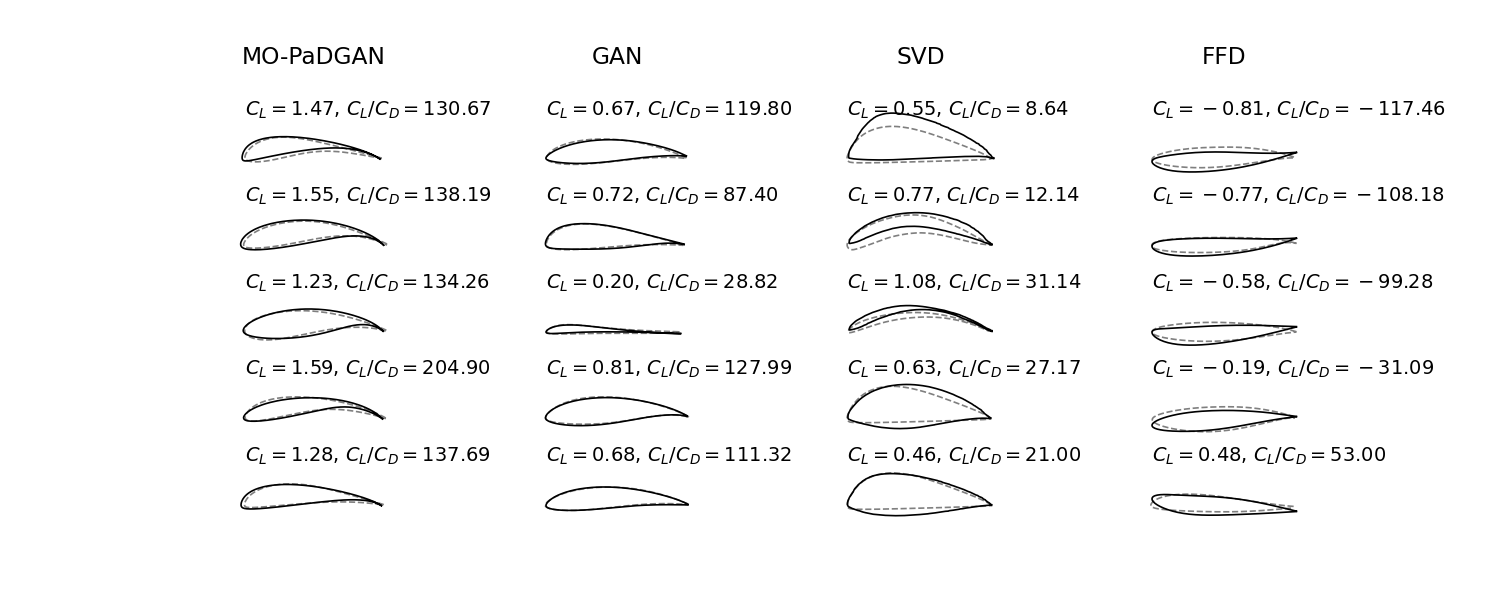 MO-PaDGAN GAN SVD FFD
C_L = 1.47, C_L/C_D = 130.67 C_L = 0.67, C_L/C_D = 119.80 C_L = 0.55, C_L/C_D = 8.64 C_L = −0.81, C_L/C_D = −117.46
C_L = 1.55, C_L/C_D = 138.19 C_L = 0.72, C_L/C_D = 87.40 C_L = 0.77, C_L/C_D = 12.14 C_L = −0.77, C_L/C_D = −108.18
C_L = 1.23, C_L/C_D = 134.26 C_L = 0.20, C_L/C_D = 28.82 C_L = 1.08, C_L/C_D = 31.14 C_L = −0.58, C_L/C_D = −99.28
C_L = 1.59, C_L/C_D = 204.90 C_L = 0.81, C_L/C_D = 127.99 C_L = 0.63, C_L/C_D = 27.17 C_L = −0.19, C_L/C_D = −31.09
C_L = 1.28, C_L/C_D = 137.69 C_L = 0.68, C_L/C_D = 111.32 C_L = 0.46, C_L/C_D = 21.00 C_L = 0.48, C_L/C_D = 53.00